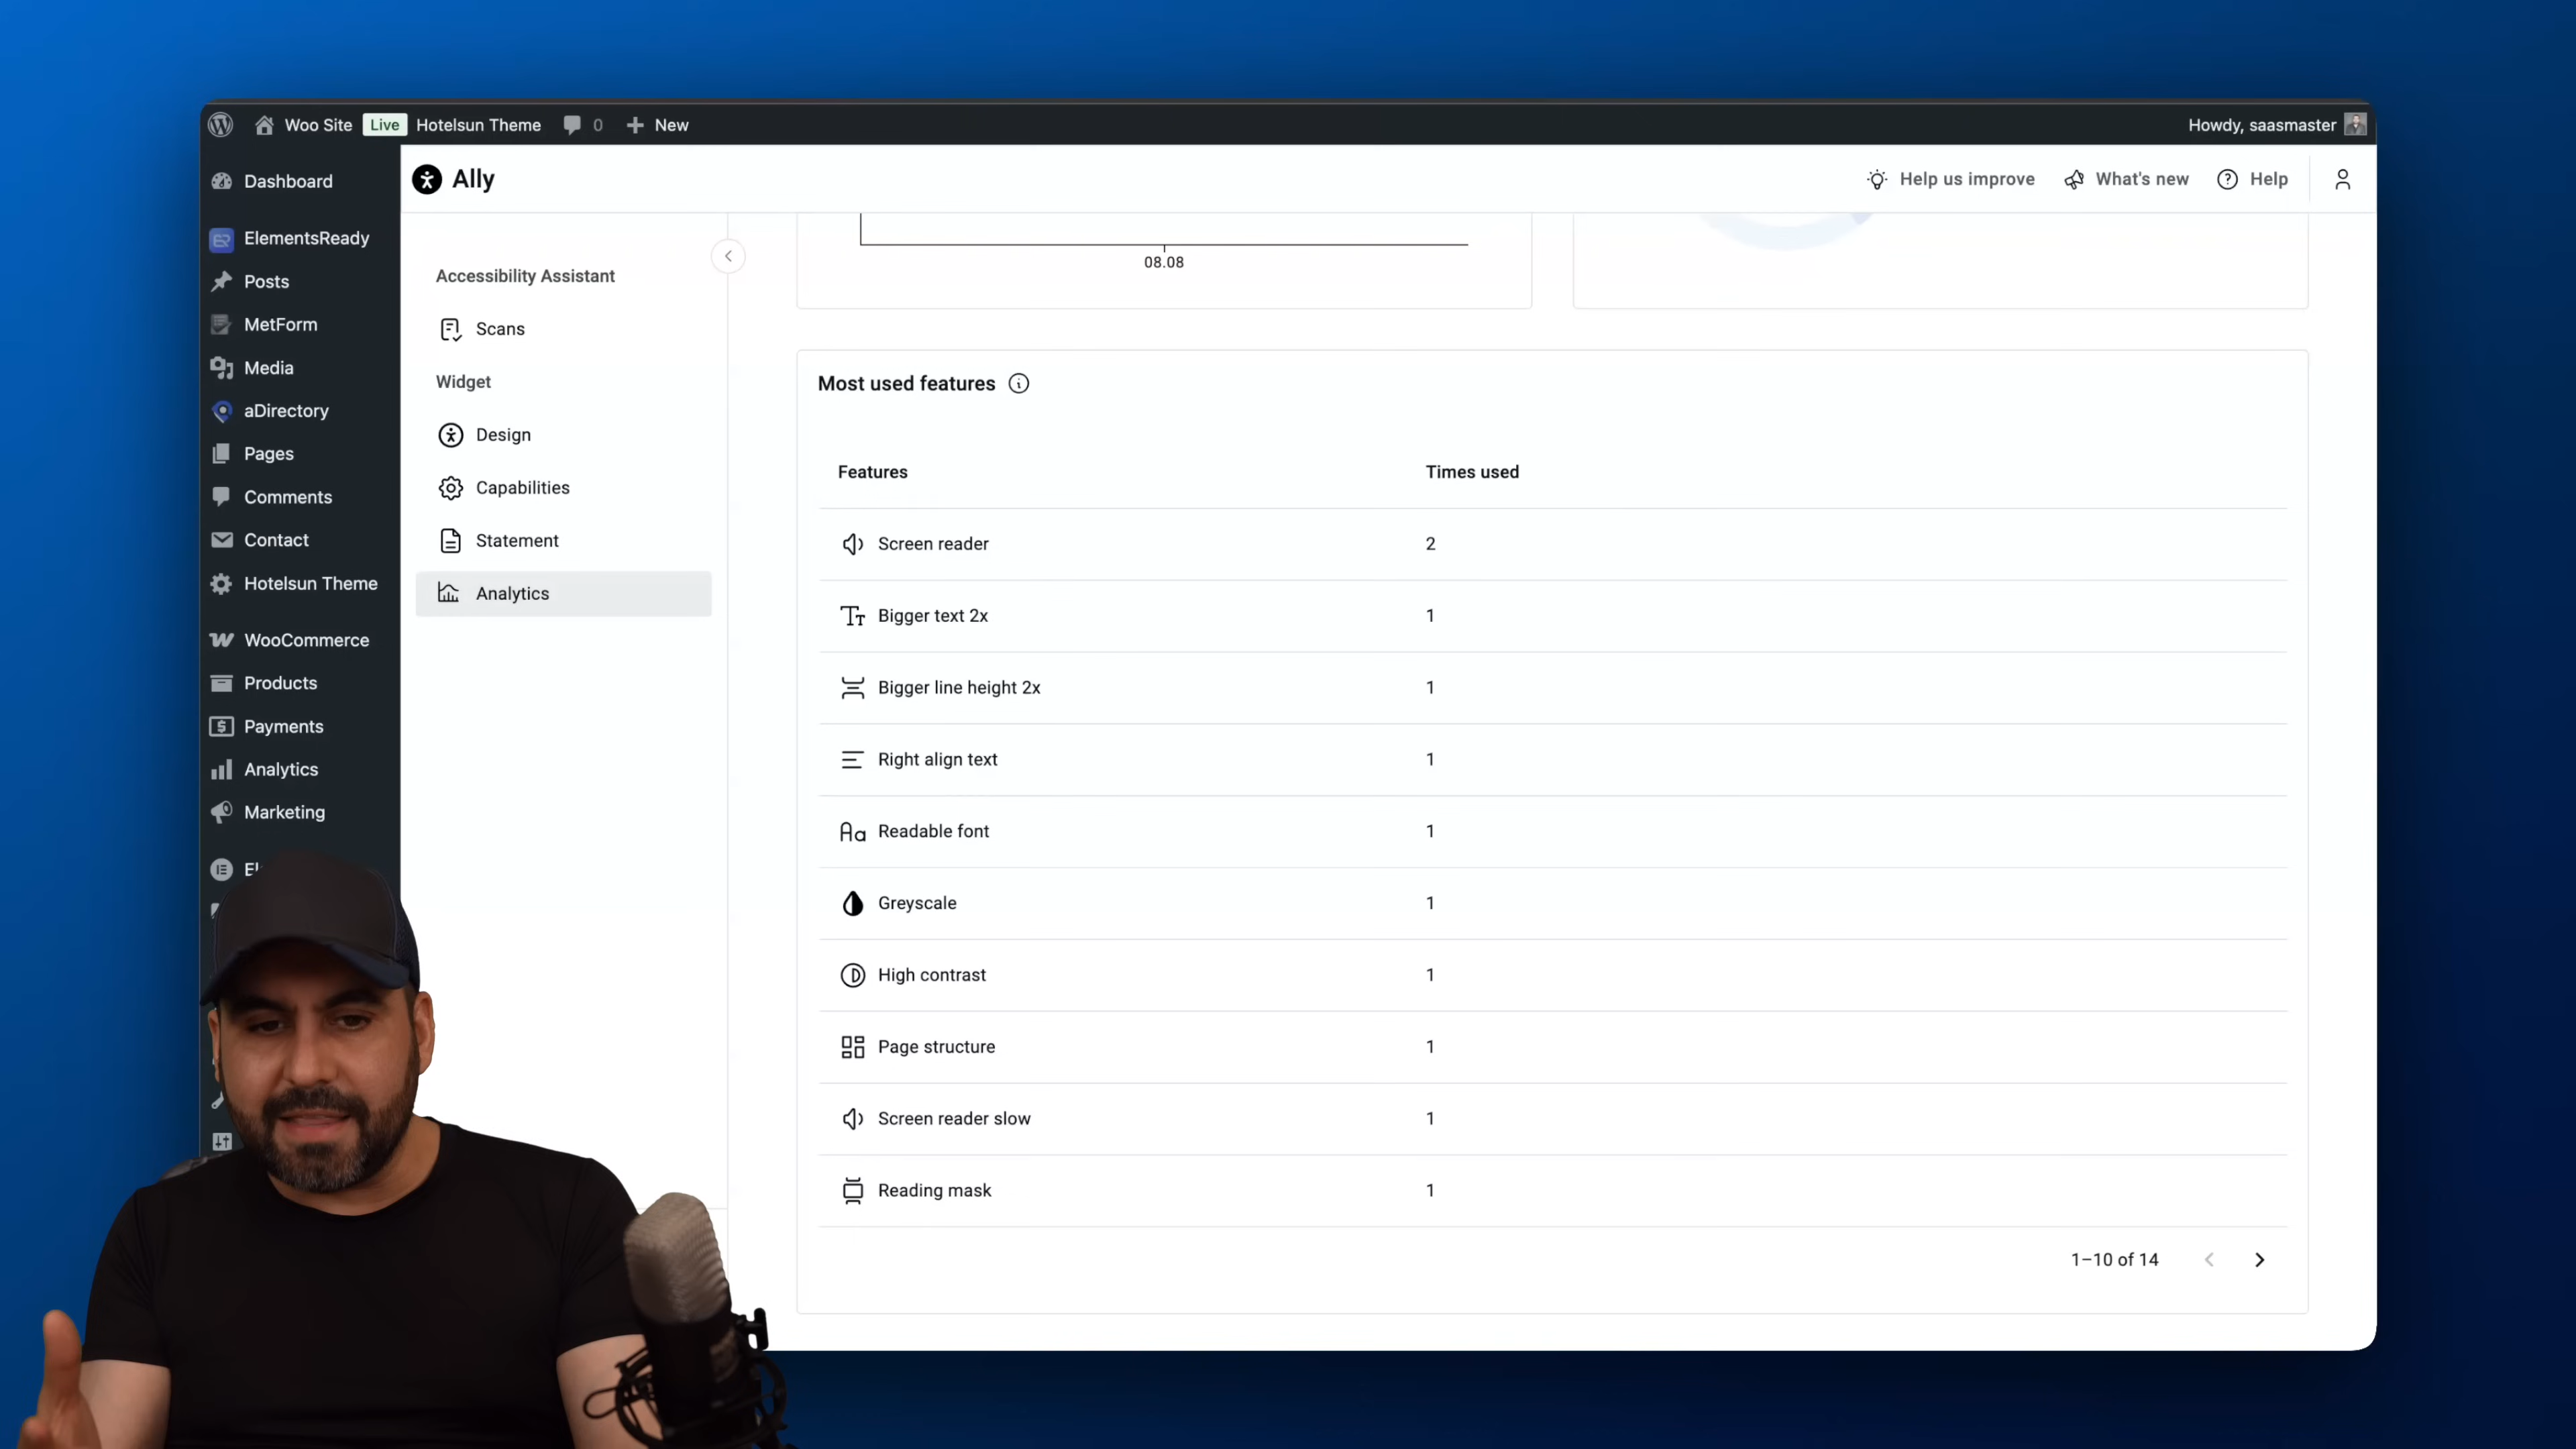 Woo Site Live Hotelsun Theme 0 New
Howdy, saasmaster
Dashboard
ElementsReady
Posts
MetForm
Media
aDirectory
Pages
Comments
Contact
Hotelsun Theme
WooCommerce
Products
Payments
Analytics
Marketing
Ally
Help us improve
What's new
Help
Accessibility Assistant
Scans
Widget
Design
Capabilities
Statement
Analytics
08.08
Most used features
Features Times used
Screen reader 2
Bigger text 2x 1
Bigger line height 2x 1
Right align text 1
Readable font 1
Greyscale 1
High contrast 1
Page structure 1
Screen reader slow 1
Reading mask 1
1–10 of 14